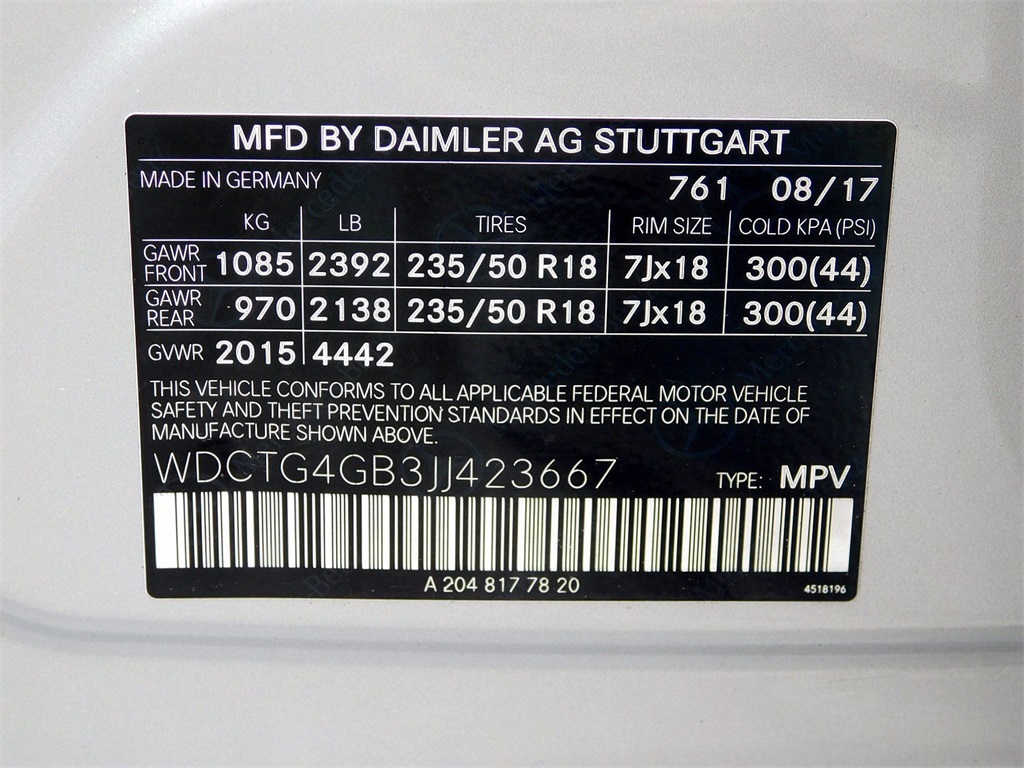 MFD BY DAIMLER AG STUTTGART
MADE IN GERMANY 761 08/17
KG LB TIRES RIM SIZE COLD KPA (PSI)
GAWR FRONT 1085 2392 235/50 R18 7Jx18 300(44)
GAWR REAR 970 2138 235/50 R18 7Jx18 300(44)
GVWR 2015 4442
THIS VEHICLE CONFORMS TO ALL APPLICABLE FEDERAL MOTOR VEHICLE
SAFETY AND THEFT PREVENTION STANDARDS IN EFFECT ON THE DATE OF
MANUFACTURE SHOWN ABOVE.
WDCTG4GB3JJ423667 TYPE: MPV
A 204 817 78 20 4518196